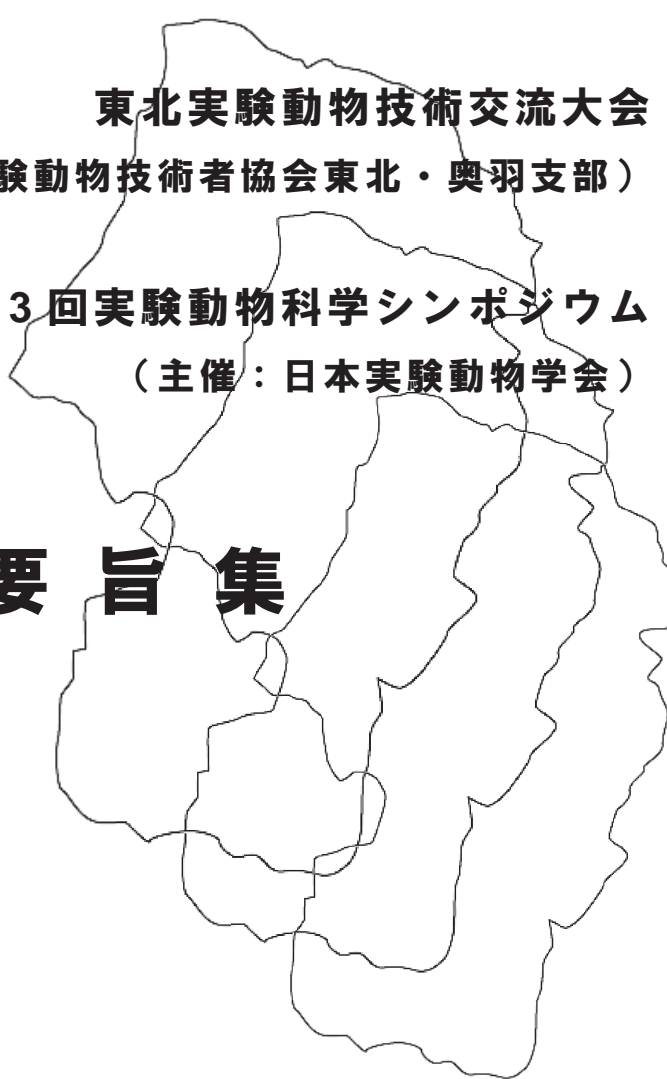 東北実験動物技術交流大会
験動物技術者協会東北・奥羽支部）
3回実験動物科学シンポジウム
（主催：日本実験動物学会）
要旨集